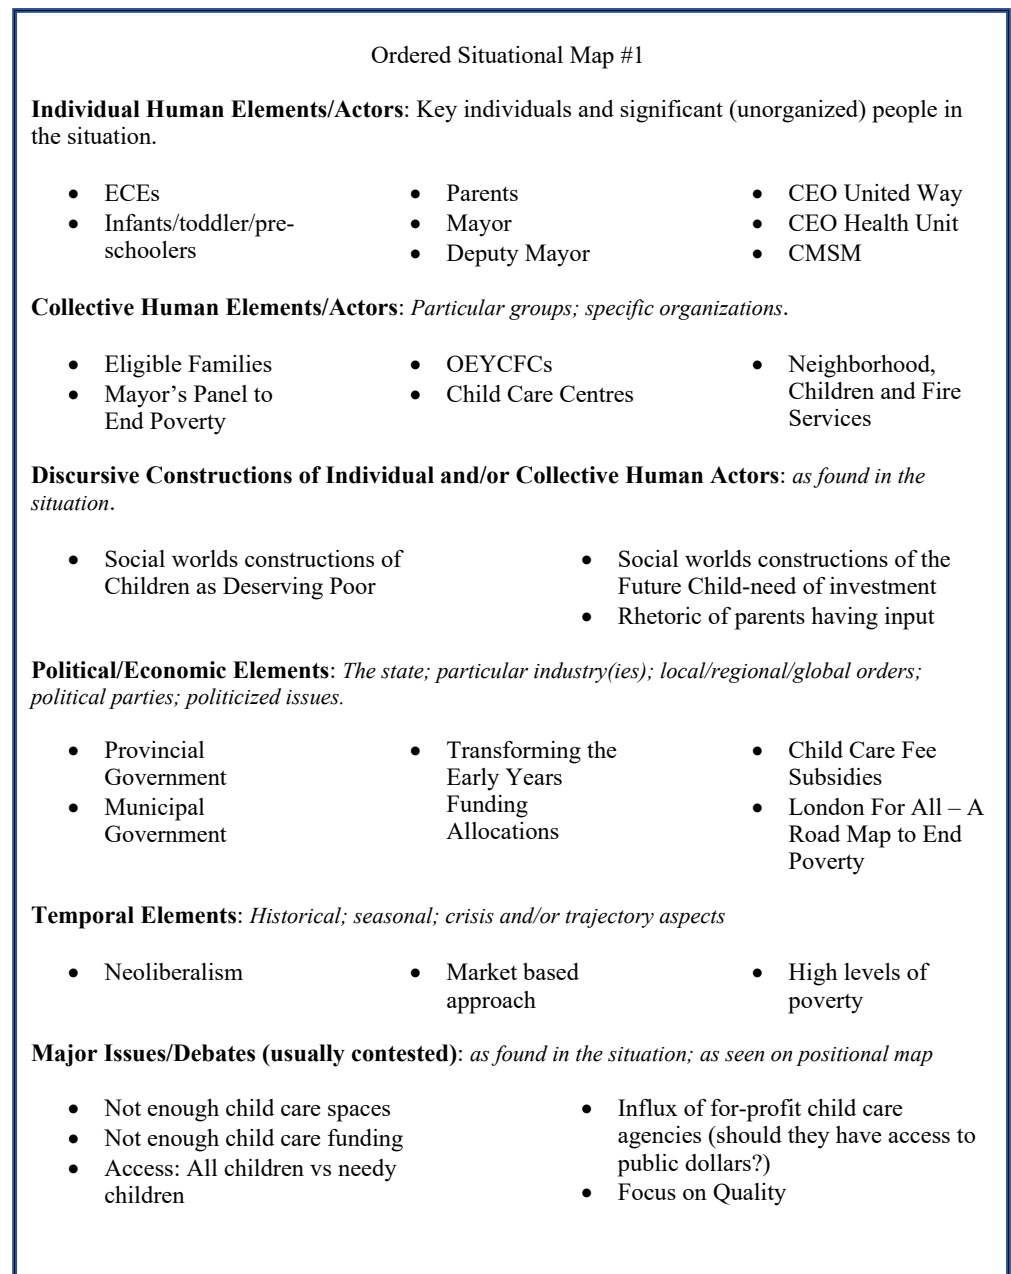 Ordered Situational Map #1
Individual Human Elements/Actors: Key individuals and significant (unorganized) people in
the situation.
• ECEs
• Infants/toddler/pre-
schoolers
• Parents
• Mayor
• Deputy Mayor
• CEO United Way
• CEO Health Unit
• CMSM
Collective Human Elements/Actors: Particular groups; specific organizations.
• Eligible Families
• Mayor’s Panel to
End Poverty
• OEYCFCs
• Child Care Centres
• Neighborhood,
Children and Fire
Services
Discursive Constructions of Individual and/or Collective Human Actors: as found in the
situation.
• Social worlds constructions of
Children as Deserving Poor
• Social worlds constructions of the
Future Child-need of investment
• Rhetoric of parents having input
Political/Economic Elements: The state; particular industry(ies); local/regional/global orders;
political parties; politicized issues.
• Provincial
Government
• Municipal
Government
• Transforming the
Early Years
Funding
Allocations
• Child Care Fee
Subsidies
• London For All – A
Road Map to End
Poverty
Temporal Elements: Historical; seasonal; crisis and/or trajectory aspects
• Neoliberalism
• Market based
approach
• High levels of
poverty
Major Issues/Debates (usually contested): as found in the situation; as seen on positional map
• Not enough child care spaces
• Not enough child care funding
• Access: All children vs needy
children
• Influx of for-profit child care
agencies (should they have access to
public dollars?)
• Focus on Quality